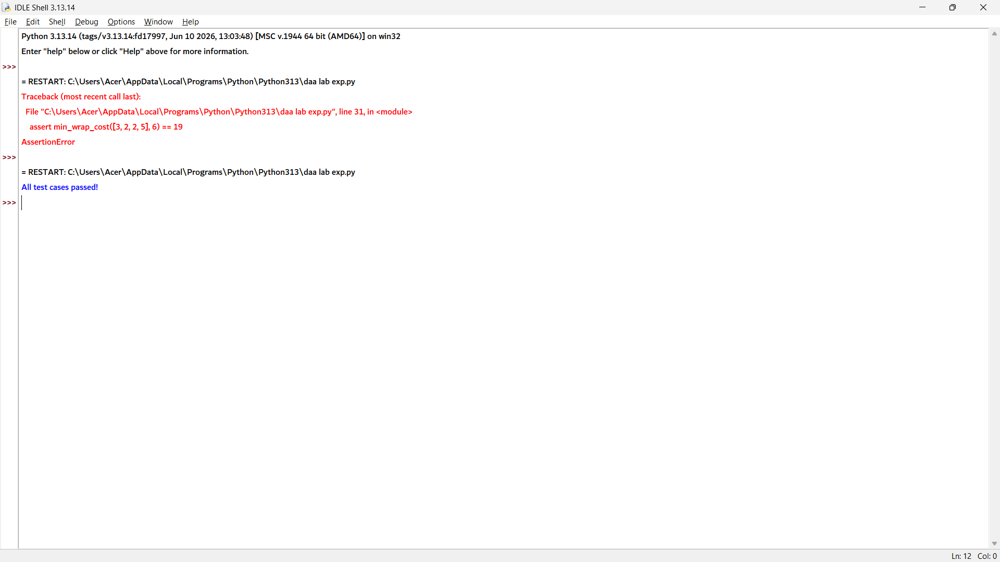 IDLE Shell 3.13.14
File Edit Shell Debug Options Window Help
Python 3.13.14 (tags/v3.13.14:fd17997, Jun 10 2026, 13:03:48) [MSC v.1944 64 bit (AMD64)] on win32
Enter "help" below or click "Help" above for more information.
>>>
= RESTART: C:\Users\Acer\AppData\Local\Programs\Python\Python313\daa lab exp.py
Traceback (most recent call last):
File "C:\Users\Acer\AppData\Local\Programs\Python\Python313\daa lab exp.py", line 31, in <module>
assert min_wrap_cost([3, 2, 2, 5], 6) == 19
AssertionError
>>>
= RESTART: C:\Users\Acer\AppData\Local\Programs\Python\Python313\daa lab exp.py
All test cases passed!
>>>
Ln: 12 Col: 0